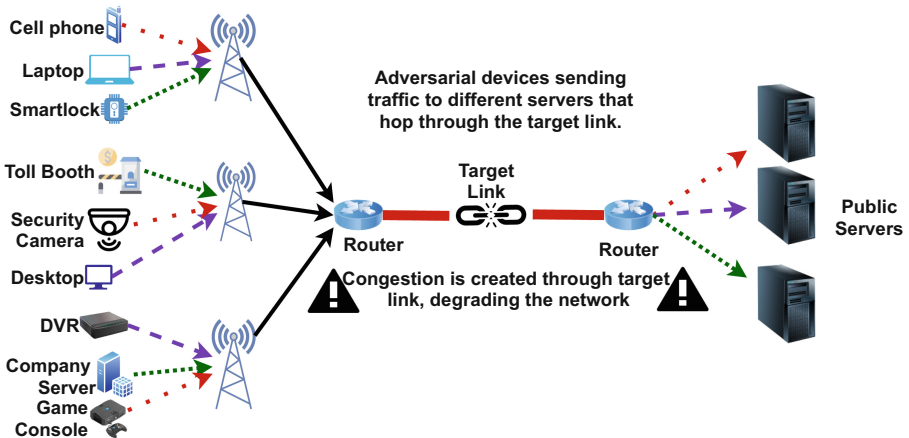 Cell phone
Laptop
Smartlock
Toll Booth
Security
Camera
Desktop
DVR
Company
Server
Game
Console
Adversarial devices sending
traffic to different servers that
hop through the target link.
Target
Link
Router
Router
Congestion is created through target
link, degrading the network
Public
Servers